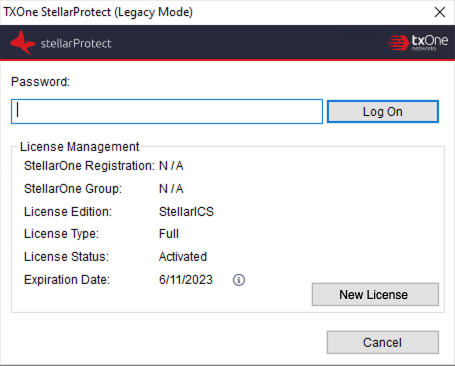 TXOne StellarProtect (Legacy Mode)
stellarProtect
txOne
networks
Password:
Log On
License Management
StellarOne Registration: N / A
StellarOne Group: N / A
License Edition: StellarICS
License Type: Full
License Status: Activated
Expiration Date: 6/11/2023
New License
Cancel